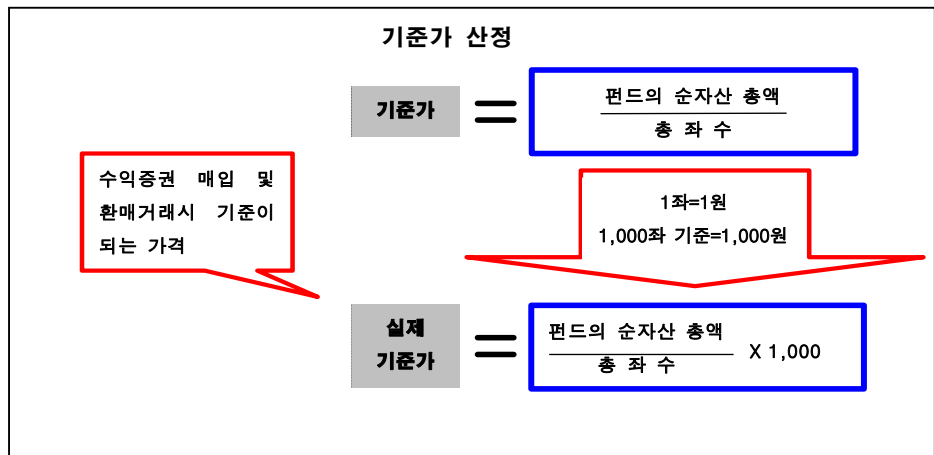 기준가 산정
기준가 = 펀드의 순자산 총액
총 좌 수
수익증권 매입 및
환매거래시 기준이
되는 가격
1좌=1원
1,000좌 기준=1,000원
실제
기준가 = 펀드의 순자산 총액
총 좌 수 X 1,000